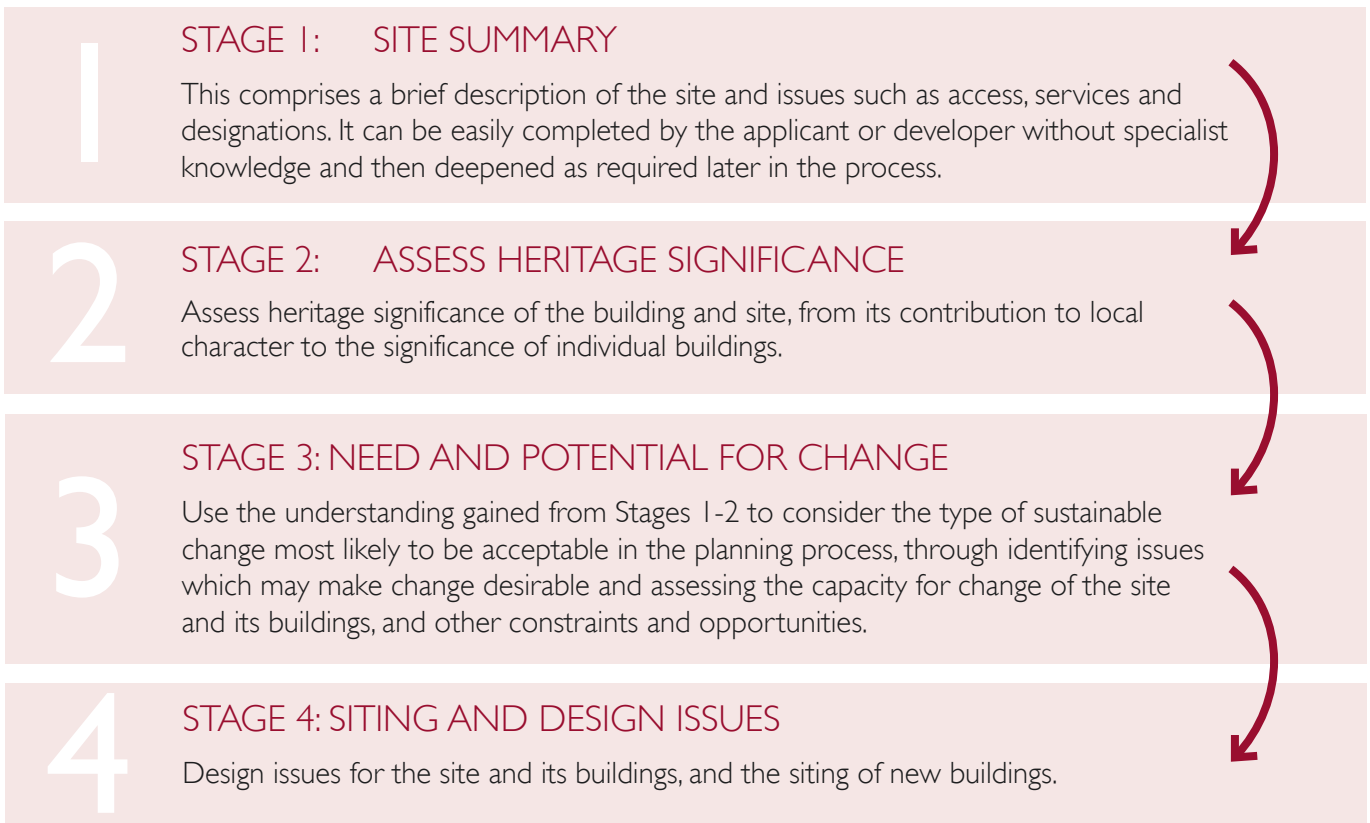 1
STAGE 1: SITE SUMMARY
This comprises a brief description of the site and issues such as access, services and
designations. It can be easily completed by the applicant or developer without specialist
knowledge and then deepened as required later in the process.
2
STAGE 2: ASSESS HERITAGE SIGNIFICANCE
Assess heritage significance of the building and site, from its contribution to local
character to the significance of individual buildings.
3
STAGE 3: NEED AND POTENTIAL FOR CHANGE
Use the understanding gained from Stages 1-2 to consider the type of sustainable
change most likely to be acceptable in the planning process, through identifying issues
which may make change desirable and assessing the capacity for change of the site
and its buildings, and other constraints and opportunities.
4
STAGE 4: SITING AND DESIGN ISSUES
Design issues for the site and its buildings, and the siting of new buildings.